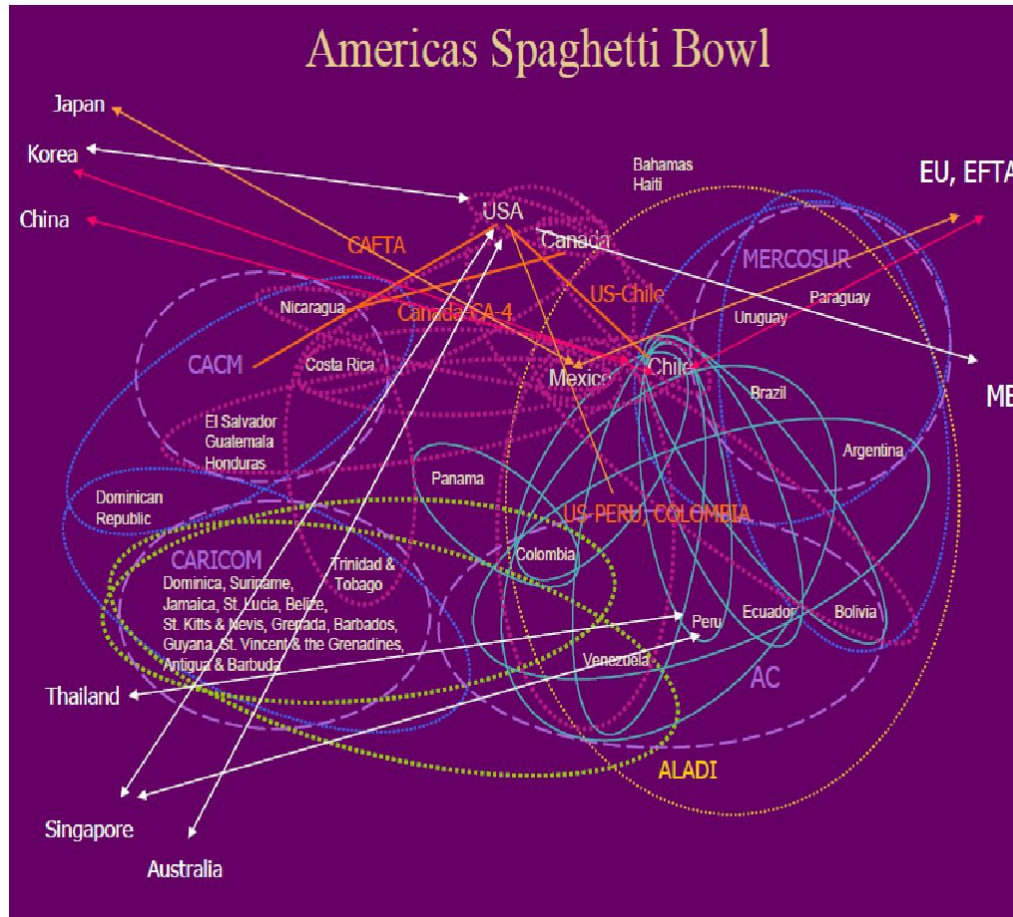 Americas Spaghetti Bowl
Japan
Korea
China
Bahamas
Haiti
EU, EFTA
USA
Canada
CAFTA
MERCOSUR
Nicaragua
Canada-CA-4
US-Chile
Paraguay
Uruguay
CACM
Costa Rica
Mexico
Chile
Brazil
ME
El Salvador
Guatemala
Honduras
Argentina
Panama
Dominican
Republic
US-PERU, COLOMBIA
CARICOM
Trinidad &
Tobago
Colombia
Dominica, Suriname,
Jamaica, St. Lucia, Belize,
St. Kitts & Nevis, Grenada, Barbados,
Guyana, St. Vincent & the Grenadines,
Antigua & Barbuda
Peru
Ecuador
Bolivia
Venezuela
AC
Thailand
ALADI
Singapore
Australia